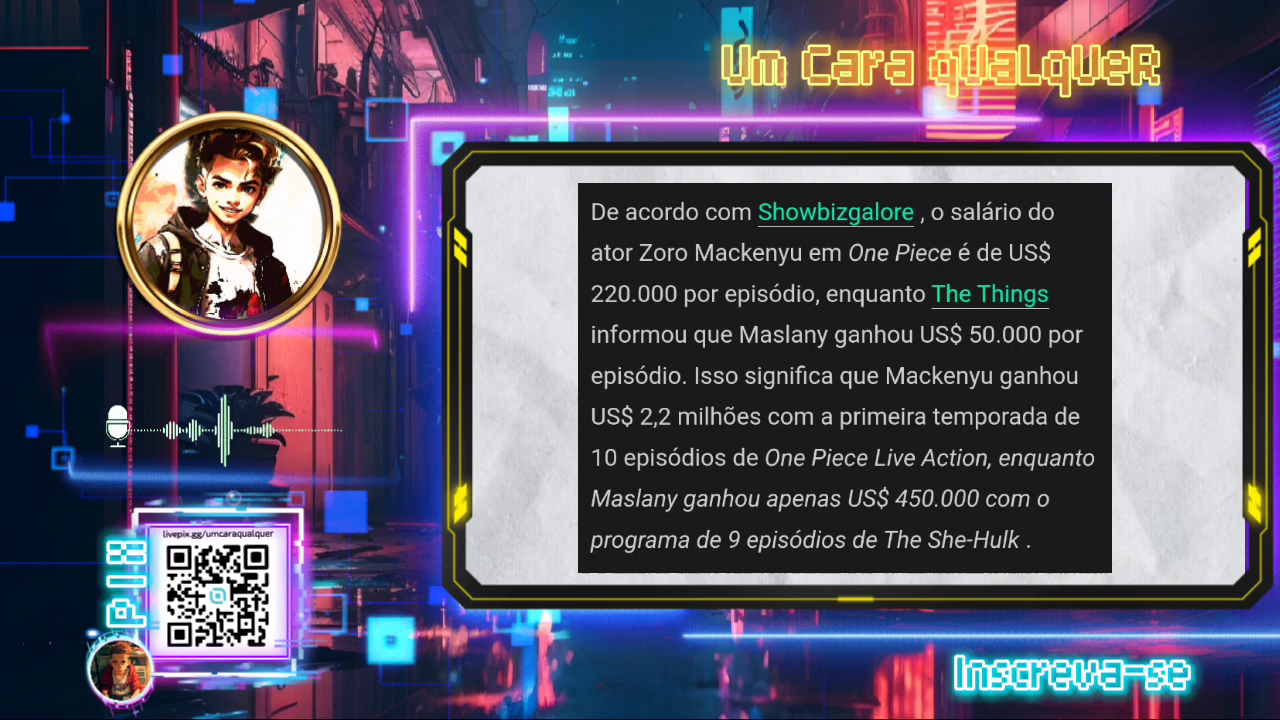 Um Cara qUaLqUeR
De acordo com Showbizgalore , o salário do
ator Zoro Mackenyu em One Piece é de US$
220.000 por episódio, enquanto The Things
informou que Maslany ganhou US$ 50.000 por
episódio. Isso significa que Mackenyu ganhou
US$ 2,2 milhões com a primeira temporada de
10 episódios de One Piece Live Action, enquanto
Maslany ganhou apenas US$ 450.000 com o
programa de 9 episódios de The She-Hulk .
livepix.gg/umcaraqualquer
PIX
Inscreva-se